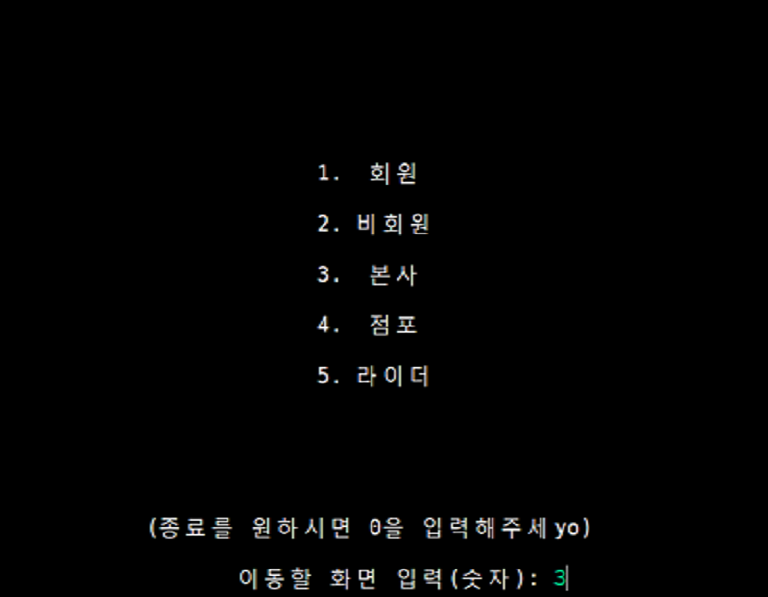 1. 회원
2. 비회원
3. 본사
4. 점포
5. 라이더
(종료를 원하시면 0을 입력해주세yo)
이동할 화면 입력(숫자): 3